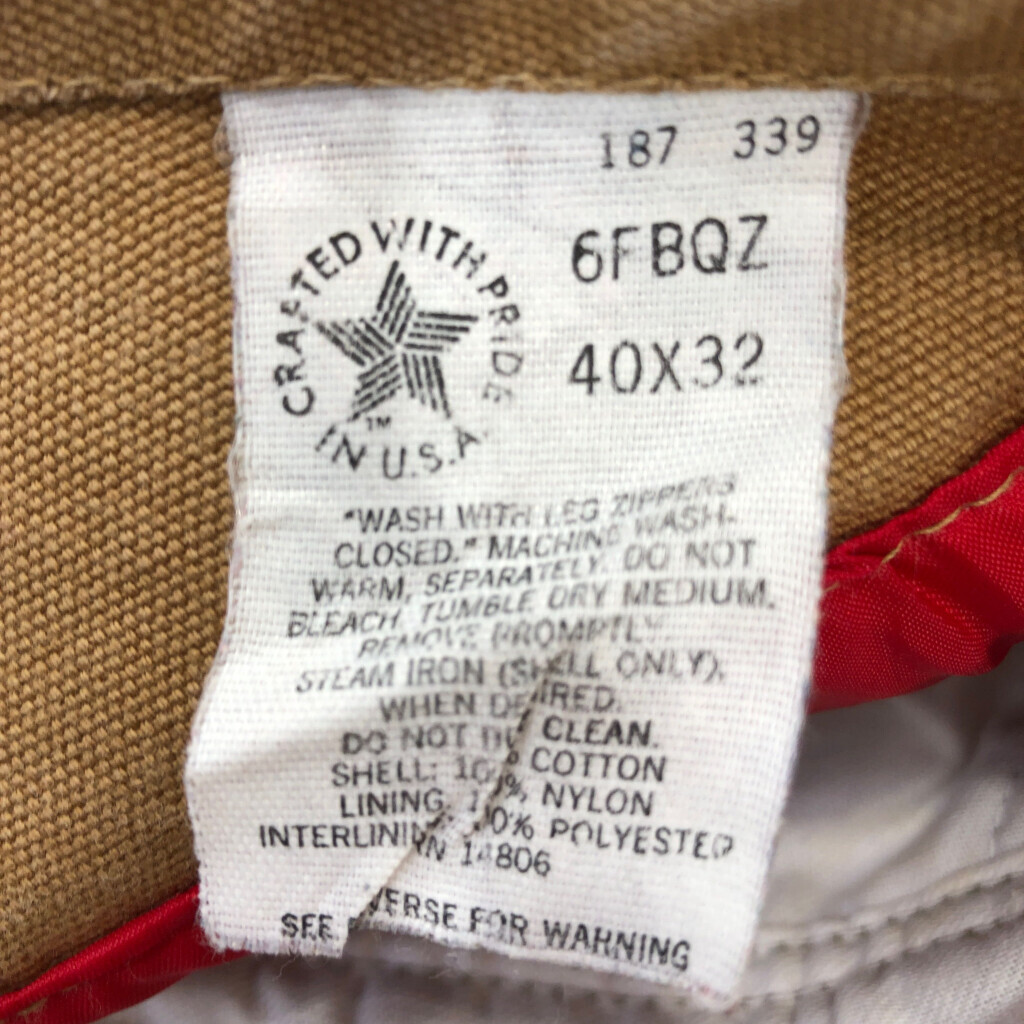 187 339
6FBQZ
40X32
CRAFTED WITH PRIDE
IN U.S.A.
TM
"WASH WITH LEG ZIPPERS
CLOSED." MACHINE WASH.
WARM, SEPARATELY. DO NOT
BLEACH. TUMBLE DRY MEDIUM.
REMOVE PROMPTLY.
STEAM IRON (SHELL ONLY),
WHEN DESIRED.
DO NOT CLEAN.
SHELL: COTTON
LINING NYLON
POLYESTER
14806
SEE FOR WARNING